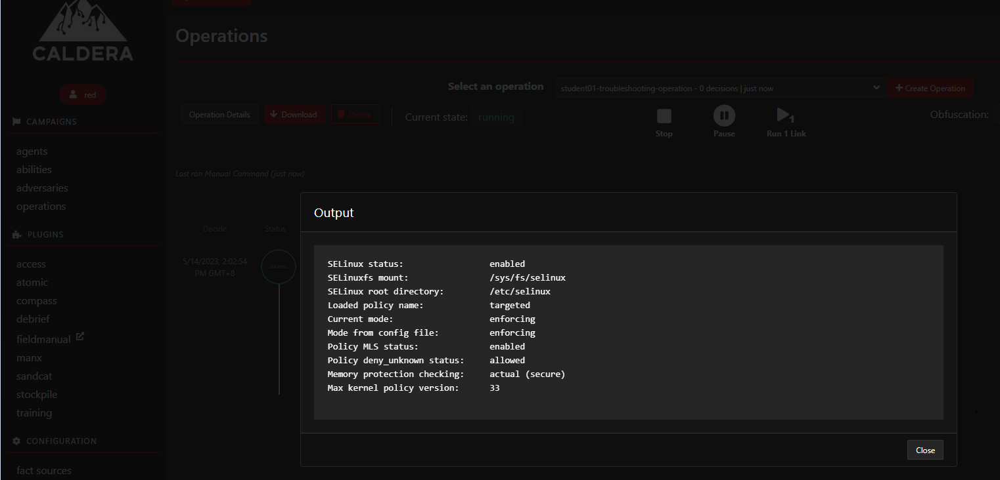 CALDERA
red
CAMPAIGNS
agents
abilities
adversaries
operations
PLUGINS
access
atomic
compass
debrief
fieldmanual
manx
sandcat
stockpile
training
CONFIGURATION
fact sources
Operations
Select an operation
student01-troubleshooting-operation - 0 decisions | just now
+ Create Operation
Operation Details
Download
Delete
Current state: running
Stop
Pause
1
Run 1 Link
Obfuscation:
Last ran Manual Command (just now)
Decide Status
5/14/2023, 2:02:54
PM GMT+8
success
Output
SELinux status: enabled
SELinuxfs mount: /sys/fs/selinux
SELinux root directory: /etc/selinux
Loaded policy name: targeted
Current mode: enforcing
Mode from config file: enforcing
Policy MLS status: enabled
Policy deny_unknown status: allowed
Memory protection checking: actual (secure)
Max kernel policy version: 33
Close